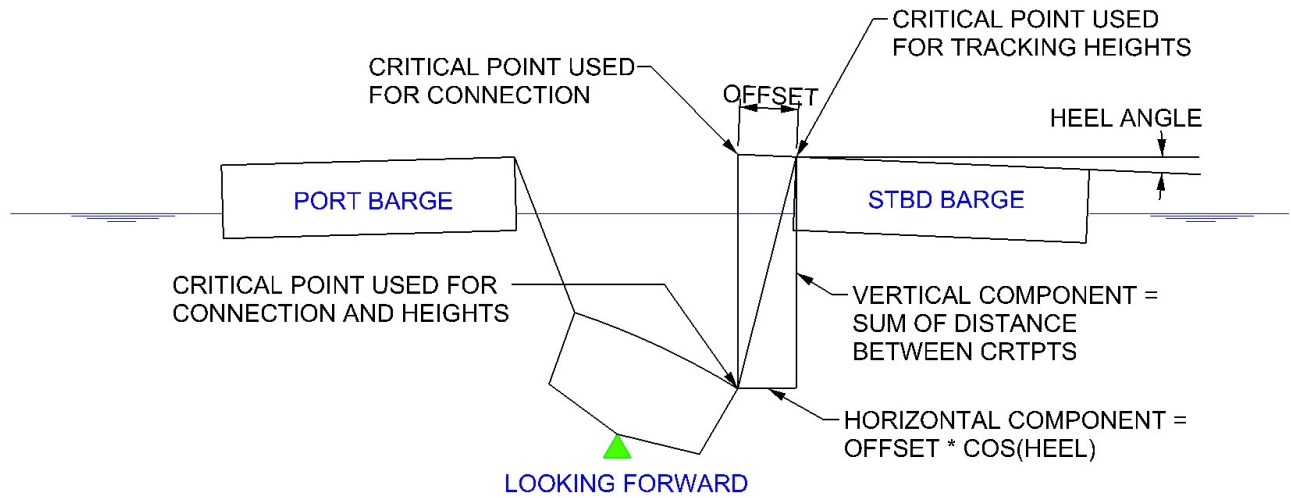 CRITICAL POINT USED
FOR TRACKING HEIGHTS
CRITICAL POINT USED
FOR CONNECTION
OFFSET
HEEL ANGLE
PORT BARGE
STBD BARGE
CRITICAL POINT USED FOR
CONNECTION AND HEIGHTS
VERTICAL COMPONENT =
SUM OF DISTANCE
BETWEEN CRTPTS
HORIZONTAL COMPONENT =
OFFSET * COS(HEEL)
LOOKING FORWARD